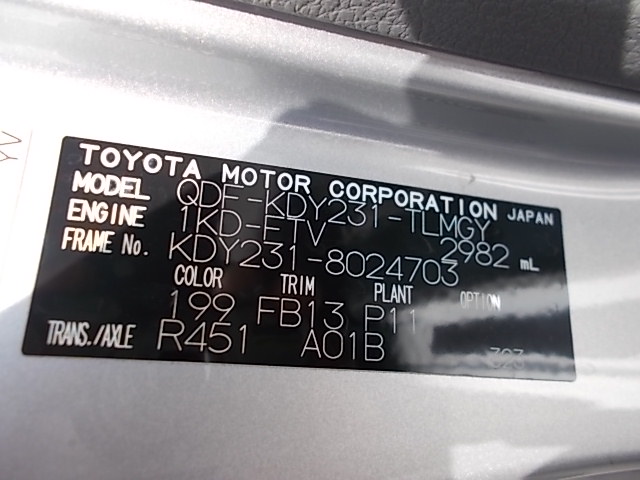 TOYOTA MOTOR CORPORATION JAPAN
MODEL QDF-KDY231-TLMGY
ENGINE 1KD-FTV 2982 mL
FRAME No. KDY231-8024703
COLOR TRIM PLANT OPTION
199 FB13 P11
TRANS./AXLE R451 A01B 323